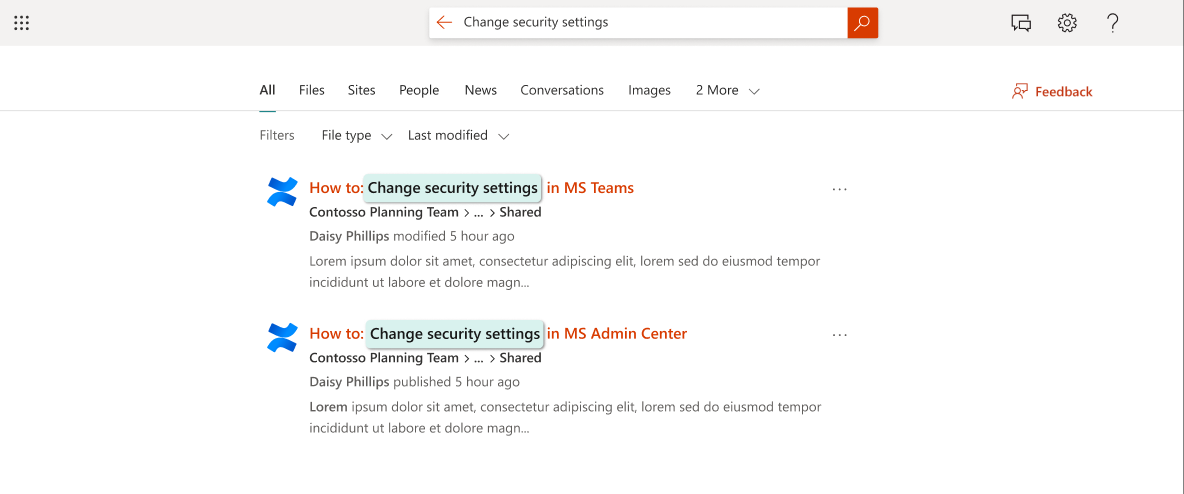 Change security settings
All Files Sites People News Conversations Images 2 More Feedback
Filters File type Last modified
How to: Change security settings in MS Teams
Contosso Planning Team > ... > Shared
Daisy Phillips modified 5 hour ago
Lorem ipsum dolor sit amet, consectetur adipiscing elit, lorem sed do eiusmod tempor
incididunt ut labore et dolore magn...
How to: Change security settings in MS Admin Center
Contosso Planning Team > ... > Shared
Daisy Phillips published 5 hour ago
Lorem ipsum dolor sit amet, consectetur adipiscing elit, lorem sed do eiusmod tempor
incididunt ut labore et dolore magn...